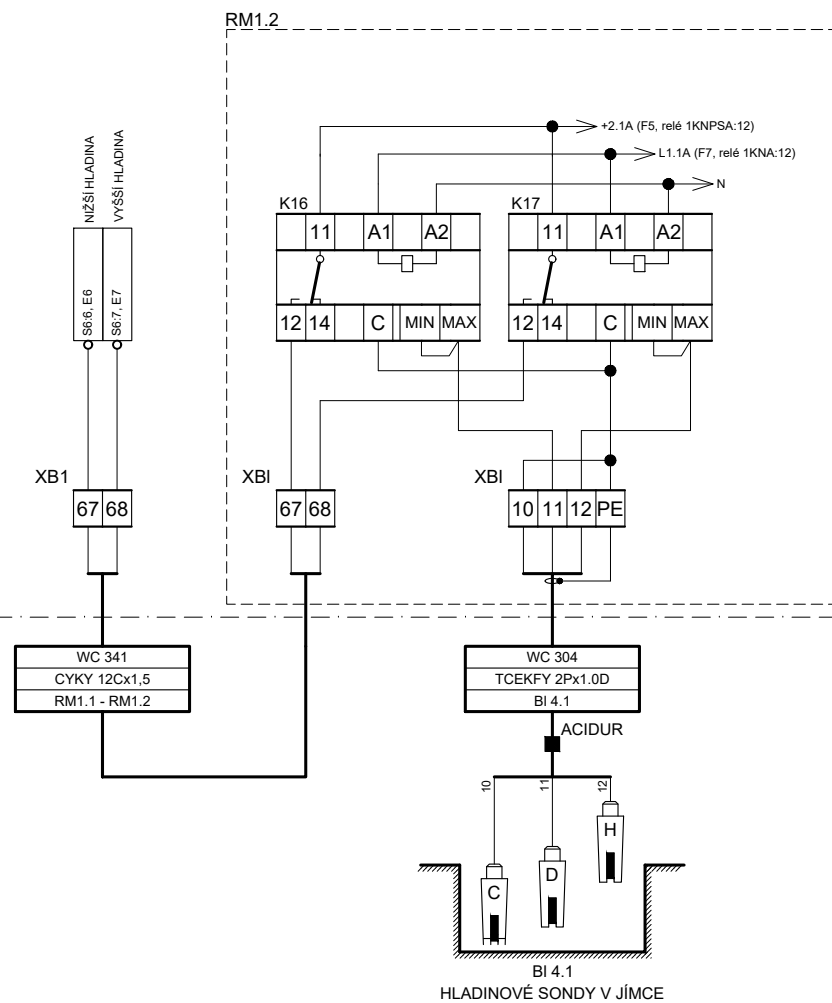 RM1.2
+2.1A (F5, relé 1KNPSA:12)
L1.1A (F7, relé 1KNA:12)
N
NIŽŠÍ HLADINA
VYŠŠÍ HLADINA
S6:6, E6
S6:7, E7
K16
11 A1 A2
12 14 C MIN MAX
K17
11 A1 A2
12 14 C MIN MAX
XB1
67 68
XBI
67 68
XBI
10 11 12 PE
WC 341
CYKY 12Cx1,5
RM1.1 - RM1.2
WC 304
TCEKFY 2Px1.0D
BI 4.1
ACIDUR
10
11
12
C
D
H
BI 4.1
HLADINOVÉ SONDY V JÍMCE